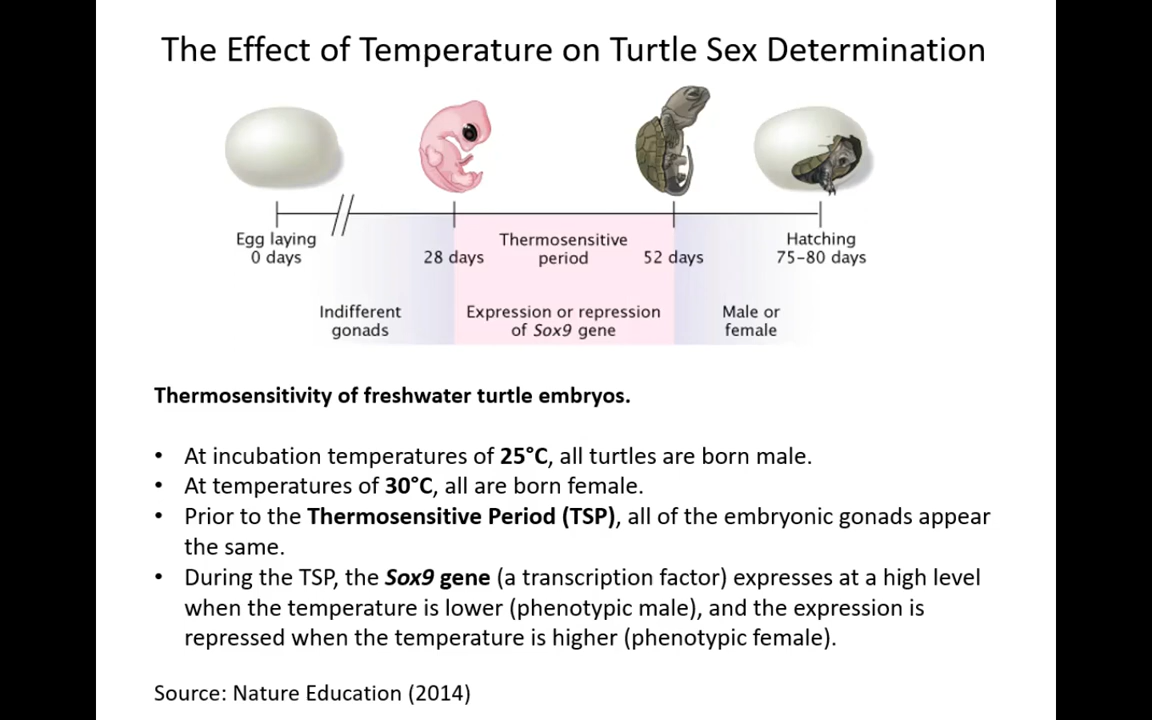 The Effect of Temperature on Turtle Sex Determination
Egg laying
0 days
28 days
Thermosensitive
period
52 days
Hatching
75–80 days
Indifferent
gonads
Expression or repression
of Sox9 gene
Male or
female
Thermosensitivity of freshwater turtle embryos.
• At incubation temperatures of 25°C, all turtles are born male.
• At temperatures of 30°C, all are born female.
• Prior to the Thermosensitive Period (TSP), all of the embryonic gonads appear
the same.
• During the TSP, the Sox9 gene (a transcription factor) expresses at a high level
when the temperature is lower (phenotypic male), and the expression is
repressed when the temperature is higher (phenotypic female).
Source: Nature Education (2014)